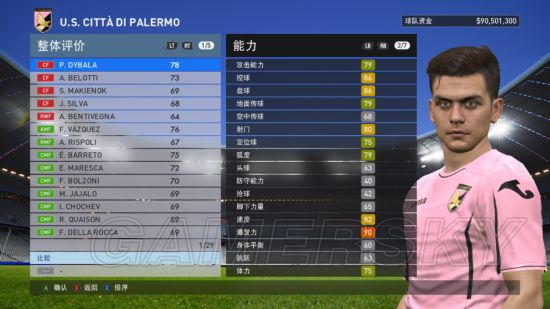 U.S. CITTÀ DI PALERMO
球队资金 $90,501,300
整体评价 LT RT 1/5
CF P. DYBALA 78
CF A. BELOTTI 73
CF S. MAKIENOK 69
CF J. SILVA 68
RWF A. BENTIVEGNA 64
AMF F. VÁZQUEZ 76
AMF A. RISPOLI 67
CMF E. BARRETO 75
CMF E. MARESCA 72
CMF F. BOLZONI 70
CMF M. JAJALO 69
CMF I. CHOCHEV 69
CMF R. QUAISON 69
CMF F. DELLA ROCCA 69
1/29
比较
-
能力 LB RB 2/7
攻击能力 79
控球 86
盘球 86
地面传球 79
空中传球 68
射门 80
定位球 75
弧度 79
头球 63
防守能力 40
抢球 42
脚下力量 65
速度 82
爆发力 90
身体平衡 60
跳跃 63
体力 75
GAMERSKY
A 确认 B 返回 X 排序